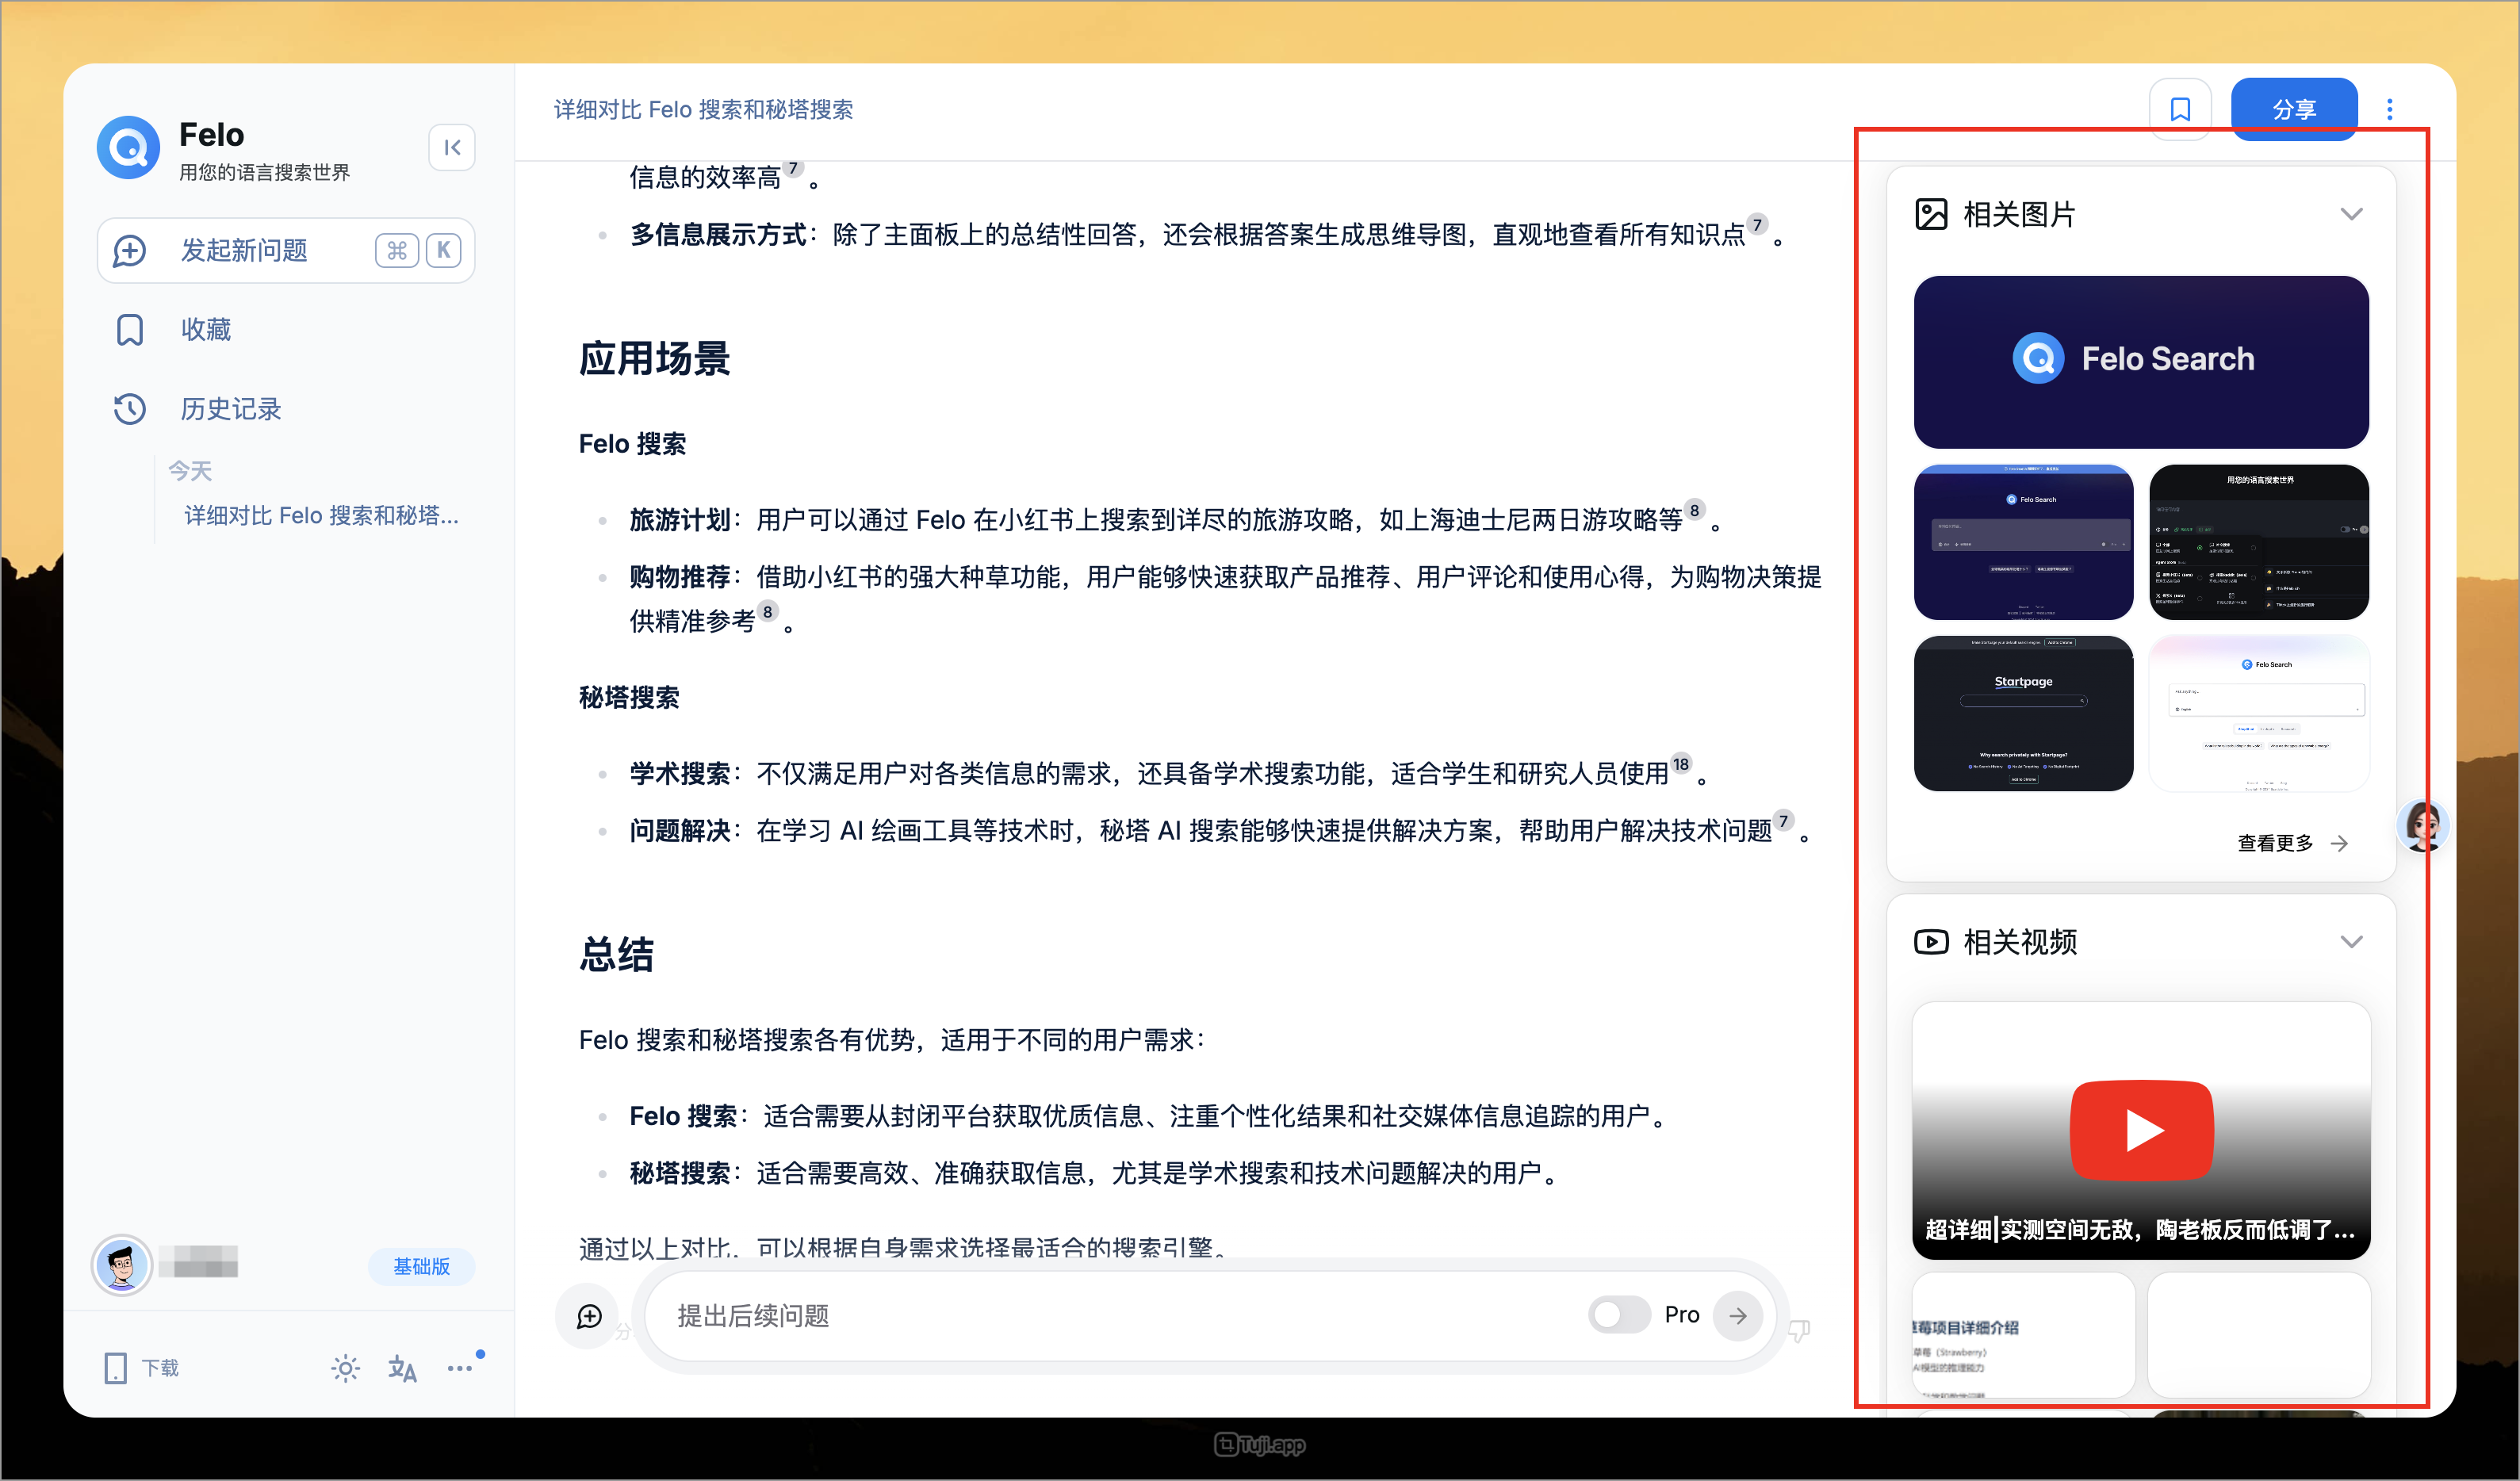 Felo
用您的语言搜索世界
发起新问题 ⌘ K
收藏
历史记录
今天
详细对比 Felo 搜索和秘塔...
基础版
下载
详细对比 Felo 搜索和秘塔搜索
分享
信息的效率高 7 。
多信息展示方式：除了主面板上的总结性回答，还会根据答案生成思维导图，直观地查看所有知识点 7 。
应用场景
Felo 搜索
旅游计划：用户可以通过 Felo 在小红书上搜索到详尽的旅游攻略，如上海迪士尼两日游攻略等 8 。
购物推荐：借助小红书的强大种草功能，用户能够快速获取产品推荐、用户评论和使用心得，为购物决策提
供精准参考 8 。
秘塔搜索
学术搜索：不仅满足用户对各类信息的需求，还具备学术搜索功能，适合学生和研究人员使用 18 。
问题解决：在学习 AI 绘画工具等技术时，秘塔 AI 搜索能够快速提供解决方案，帮助用户解决技术问题 7 。
总结
Felo 搜索和秘塔搜索各有优势，适用于不同的用户需求：
Felo 搜索：适合需要从封闭平台获取优质信息、注重个性化结果和社交媒体信息追踪的用户。
秘塔搜索：适合需要高效、准确获取信息，尤其是学术搜索和技术问题解决的用户。
通过以上对比，可以根据自身需求选择最适合的搜索引擎。
提出后续问题
Pro
相关图片
Felo Search
Felo Search
用您的语言搜索世界
Startpage
Why search privately with Startpage?
Add to Chrome
Felo Search
查看更多
相关视频
超详细|实测空间无敌，陶老板反而低调了...
草莓项目详细介绍
草莓（Strawberry）
AI模型的推理能力
Tuji.app